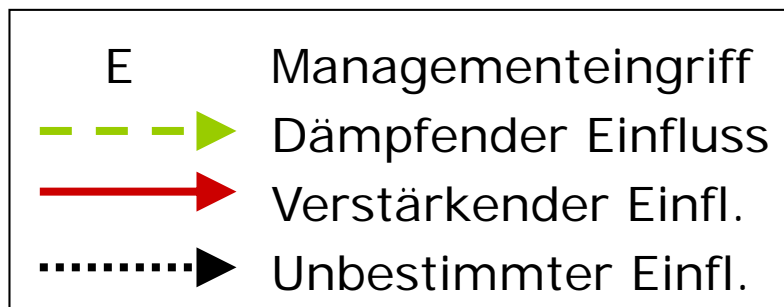 E Managementeingriff
Dämpfender Einfluss
Verstärkender Einfl.
Unbestimmter Einfl.